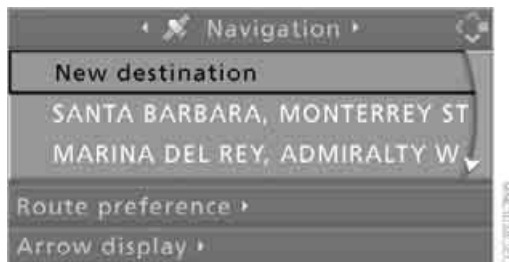 Navigation
New destination
SANTA BARBARA, MONTERREY ST
MARINA DEL REY, ADMIRALTY W
Route preference
Arrow display